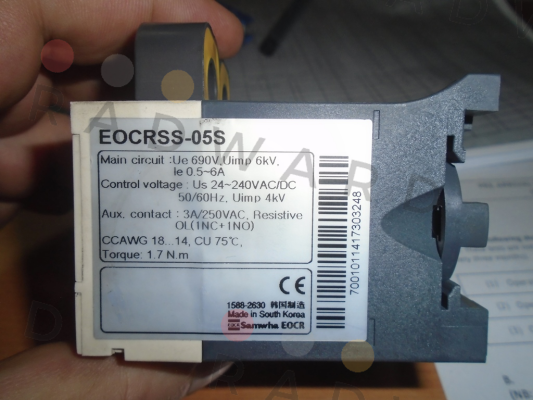 EOCRSS-05S
Main circuit :Ue 690V,Uimp 6kV.
Ie 0.5~6A
Control voltage : Us 24~240VAC/DC
50/60Hz, Uimp 4kV
Aux. contact : 3A/250VAC, Resistive
OL(1NC+1NO)
CCAWG 18...14, CU 75℃,
Torque: 1.7 N.m
CE
1588-2630 韩国制造
Made in South Korea
Samwha EOCR
7001011417303248